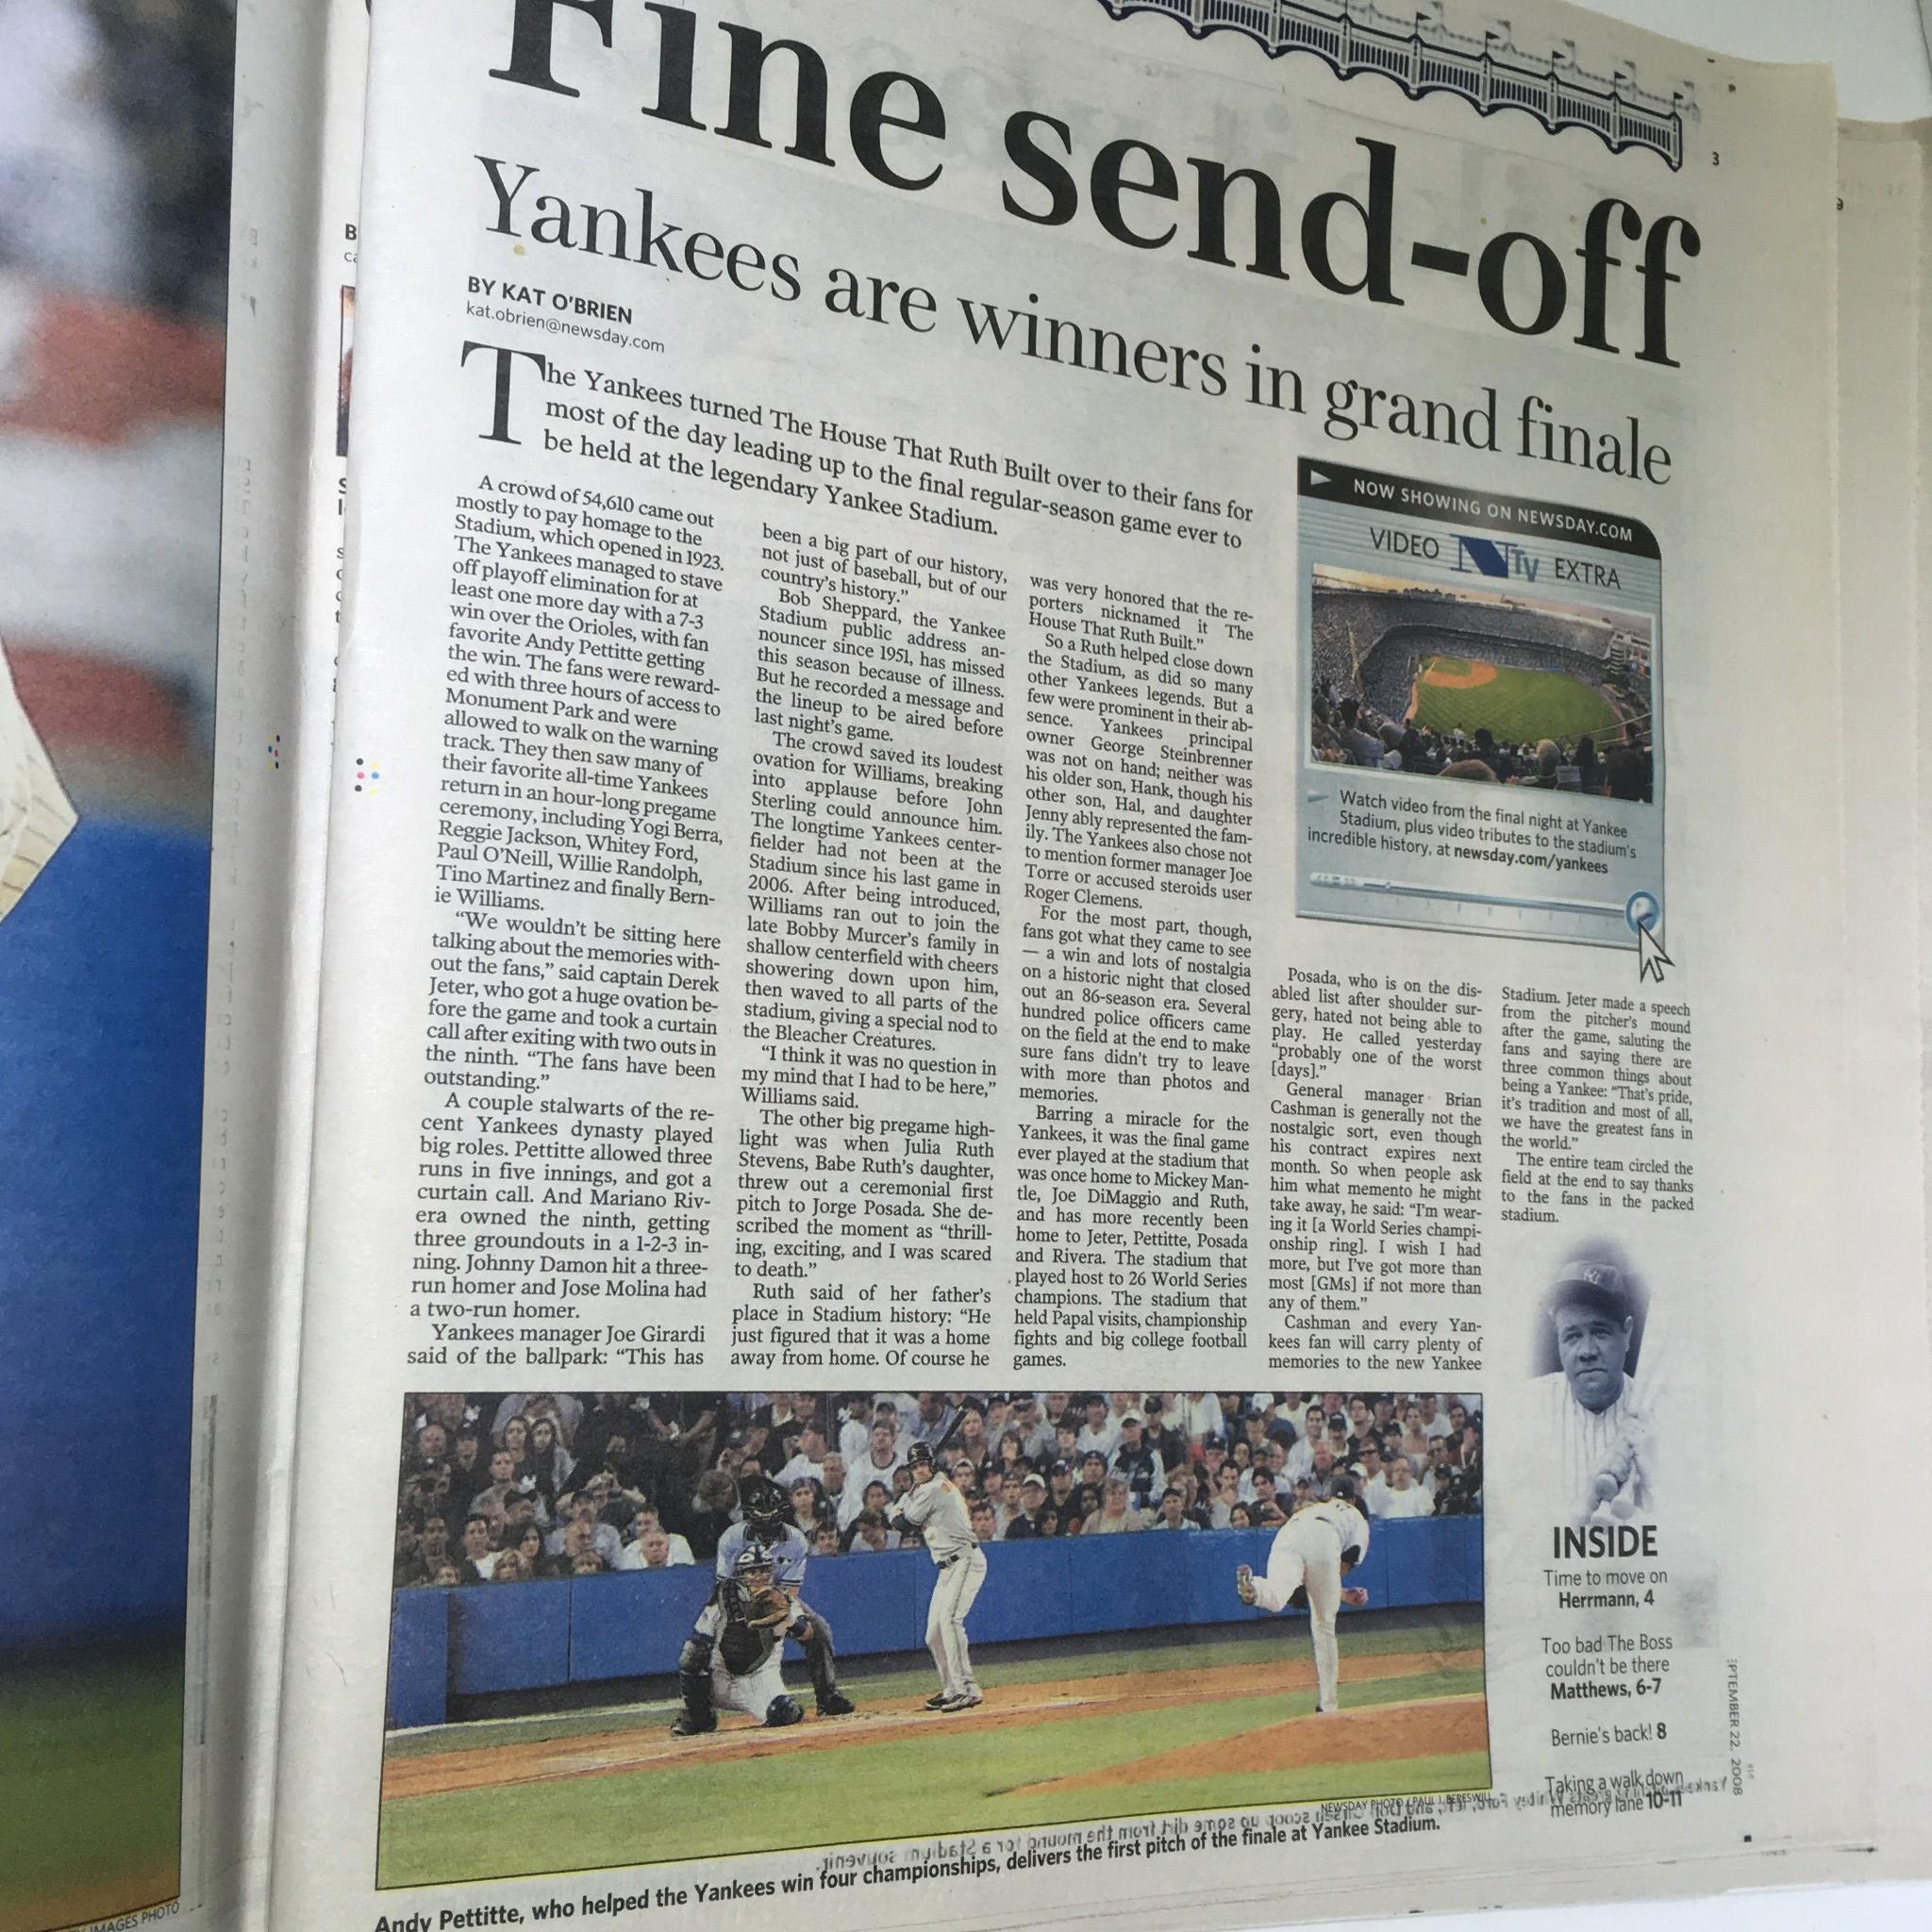 Fine send-off
Yankees are winners in grand finale
3
BY KAT O'BRIEN
kat.obrien@newsday.com
The Yankees turned The House That Ruth Built over to their fans for
most of the day leading up to the final regular-season game ever to
be held at the legendary Yankee Stadium.
A crowd of 54,610 came out
mostly to pay homage to the
Stadium, which opened in 1923.
The Yankees managed to stave
off playoff elimination for at
least one more day with a 7-3
win over the Orioles, with fan
favorite Andy Pettitte getting
the win. The fans were reward-
ed with three hours of access to
Monument Park and were
allowed to walk on the warning
track. They then saw many of
their favorite all-time Yankees
return in an hour-long pregame
ceremony, including Yogi Berra,
Reggie Jackson, Whitey Ford,
Paul O'Neill, Willie Randolph,
Tino Martinez and finally Bern-
ie Williams.
“We wouldn't be sitting here
talking about the memories with-
out the fans,” said captain Derek
Jeter, who got a huge ovation be-
fore the game and took a curtain
call after exiting with two outs in
the ninth. “The fans have been
outstanding.”
A couple stalwarts of the re-
cent Yankees dynasty played
big roles. Pettitte allowed three
runs in five innings, and got a
curtain call. And Mariano Riv-
era owned the ninth, getting
three groundouts in a 1-2-3 in-
ning. Johnny Damon hit a three-
run homer and Jose Molina had
a two-run homer.
Yankees manager Joe Girardi
said of the ballpark: “This has
been a big part of our history,
not just of baseball, but of our
country's history.”
Bob Sheppard, the Yankee
Stadium public address an-
nouncer since 1951, has missed
this season because of illness.
But he recorded a message and
the lineup to be aired before
last night's game.
The crowd saved its loudest
ovation for Williams, breaking
into applause before John
Sterling could announce him.
The longtime Yankees center-
fielder had not been at the
Stadium since his last game in
2006. After being introduced,
Williams ran out to join the
late Bobby Murcer's family in
shallow centerfield with cheers
showering down upon him,
then waved to all parts of the
stadium, giving a special nod to
the Bleacher Creatures.
“I think it was no question in
my mind that I had to be here,”
Williams said.
The other big pregame high-
light was when Julia Ruth
Stevens, Babe Ruth's daughter,
threw out a ceremonial first
pitch to Jorge Posada. She de-
scribed the moment as “thrill-
ing, exciting, and I was scared
to death.”
Ruth said of her father's
place in Stadium history: “He
just figured that it was a home
away from home. Of course he
was very honored that the re-
porters nicknamed it The
House That Ruth Built.”
So a Ruth helped close down
the Stadium, as did so many
other Yankees legends. But a
few were prominent in their ab-
sence. Yankees principal
owner George Steinbrenner
was not on hand; neither was
his older son, Hank, though his
other son, Hal, and daughter
Jenny ably represented the fam-
ily. The Yankees also chose not
to mention former manager Joe
Torre or accused steroids user
Roger Clemens.
For the most part, though,
fans got what they came to see
— a win and lots of nostalgia
on a historic night that closed
out an 86-season era. Several
hundred police officers came
on the field at the end to make
sure fans didn't try to leave
with more than photos and
memories.
Barring a miracle for the
Yankees, it was the final game
ever played at the stadium that
was once home to Mickey Man-
tle, Joe DiMaggio and Ruth,
and has more recently been
home to Jeter, Pettitte, Posada
and Rivera. The stadium that
played host to 26 World Series
champions. The stadium that
held Papal visits, championship
fights and big college football
games.
NOW SHOWING ON NEWSDAY.COM
VIDEO NTV EXTRA
Watch video from the final night at Yankee
Stadium, plus video tributes to the stadium's
incredible history, at newsday.com/yankees
Posada, who is on the dis-
abled list after shoulder sur-
gery, hated not being able to
play. He called yesterday
“probably one of the worst
[days].”
General manager Brian
Cashman is generally not the
nostalgic sort, even though
his contract expires next
month. So when people ask
him what memento he might
take away, he said: “I'm wear-
ing it [a World Series champi-
onship ring]. I wish I had
more, but I've got more than
most [GMs] if not more than
any of them.”
Cashman and every Yan-
kees fan will carry plenty of
memories to the new Yankee
Stadium. Jeter made a speech
from the pitcher's mound
after the game, saluting the
fans and saying there are
three common things about
being a Yankee: “That's pride,
it's tradition and most of all,
we have the greatest fans in
the world.”
The entire team circled the
field at the end to say thanks
to the fans in the packed
stadium.
INSIDE
Time to move on
Herrmann, 4
Too bad The Boss
couldn't be there
Matthews, 6-7
Bernie's back! 8
Taking a walk down
memory lane 10-11
NEWSDAY PHOTO / PAUL J. BERESWILL
Andy Pettitte, who helped the Yankees win four championships, delivers the first pitch of the finale at Yankee Stadium.
22, 2008
IMAGES PHOTO